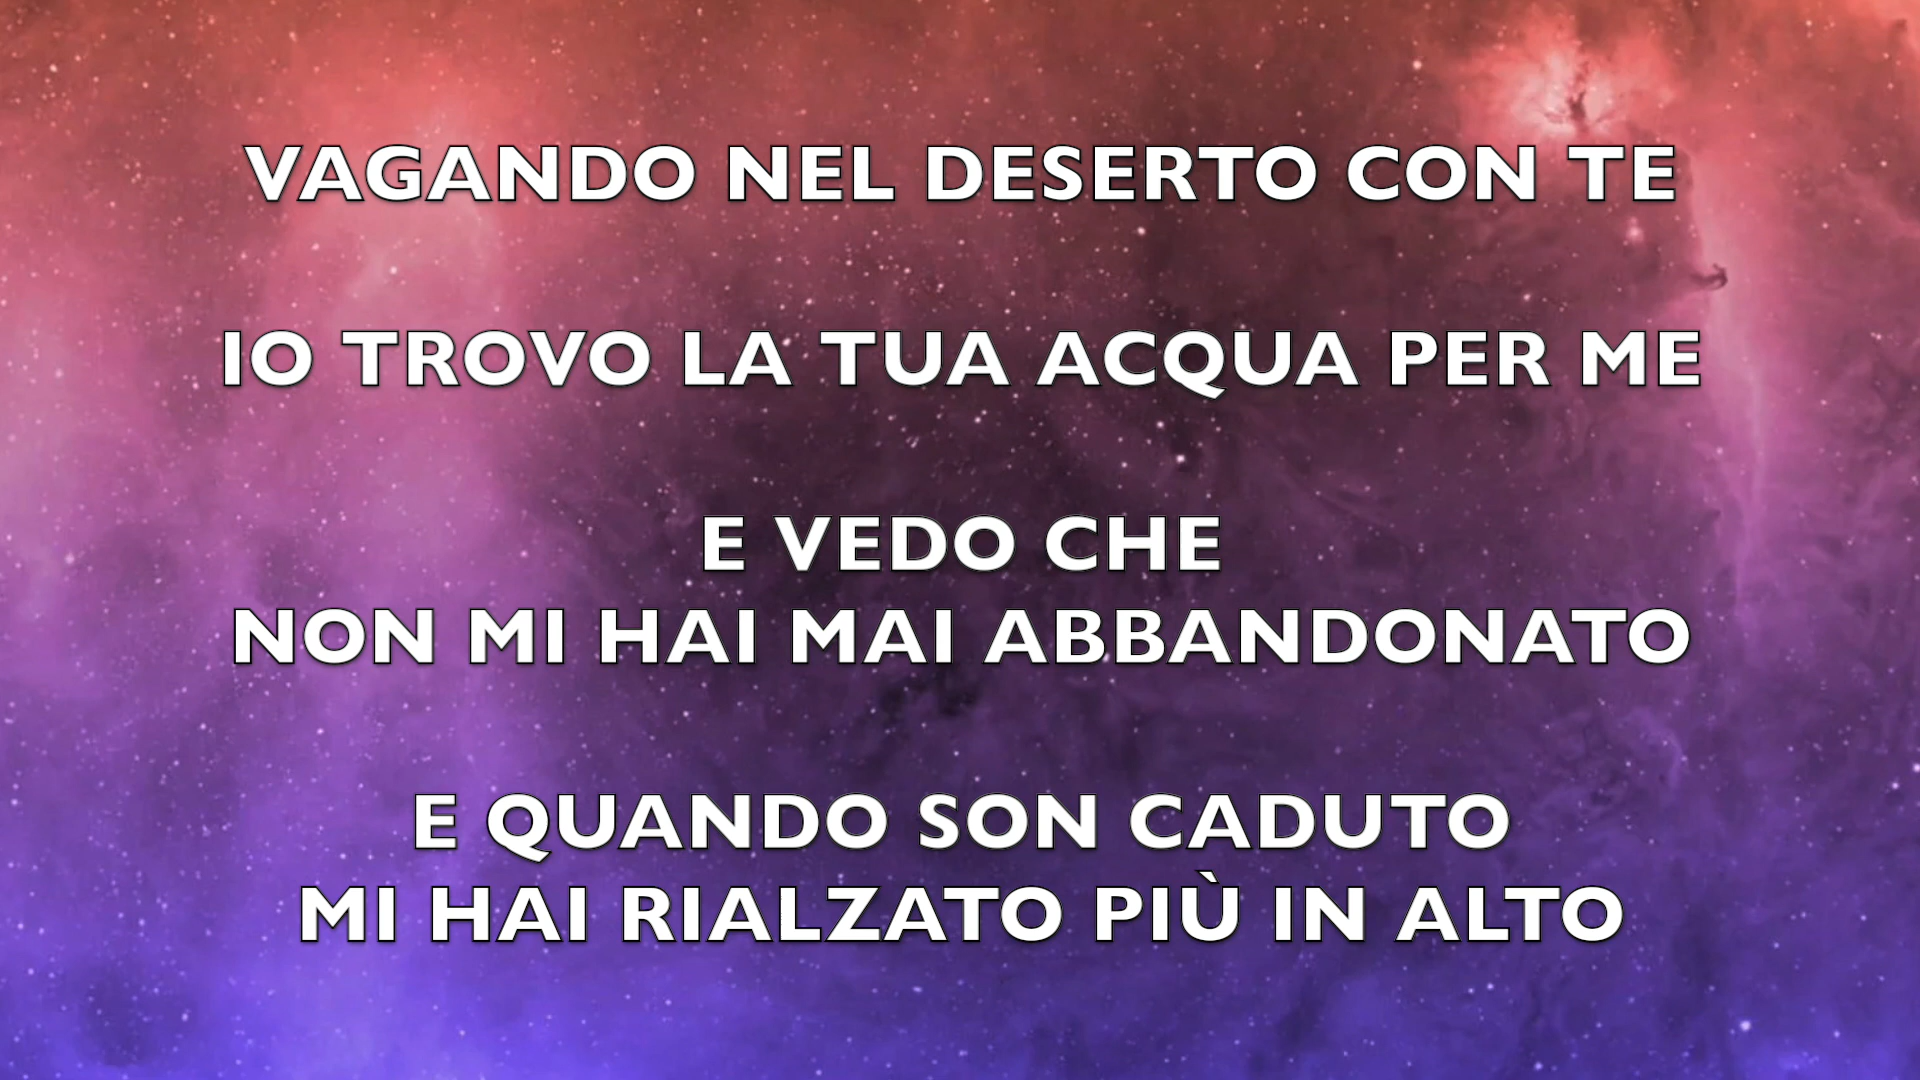 VAGANDO NEL DESERTO CON TE
IO TROVO LA TUA ACQUA PER ME
E VEDO CHE
NON MI HAI MAI ABBANDONATO
E QUANDO SON CADUTO
MI HAI RIALZATO PIÙ IN ALTO